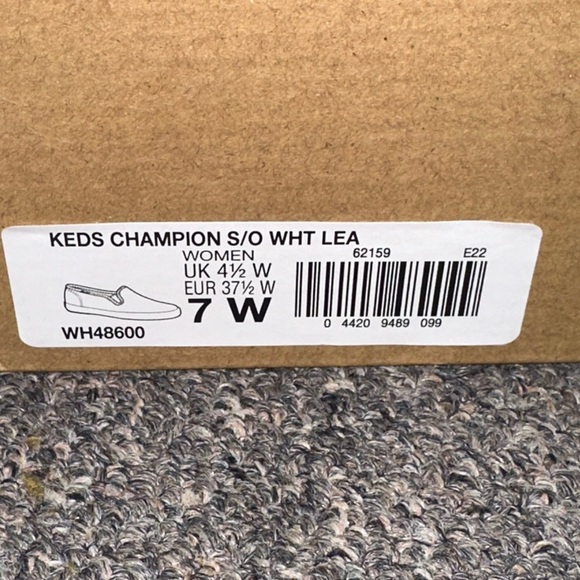 KEDS CHAMPION S/O WHT LEA
WOMEN
UK 4½ W
EUR 37½ W
7 W
WH48600
62159 E22
0 4420 9489 099